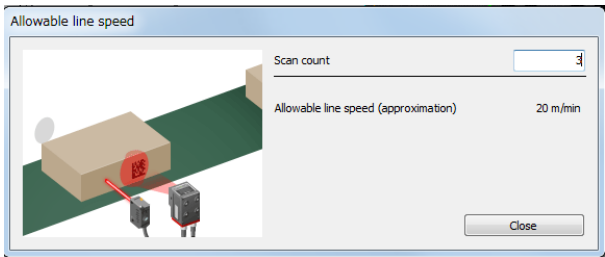 Allowable line speed
Scan count 3
Allowable line speed (approximation) 20 m/min
Close